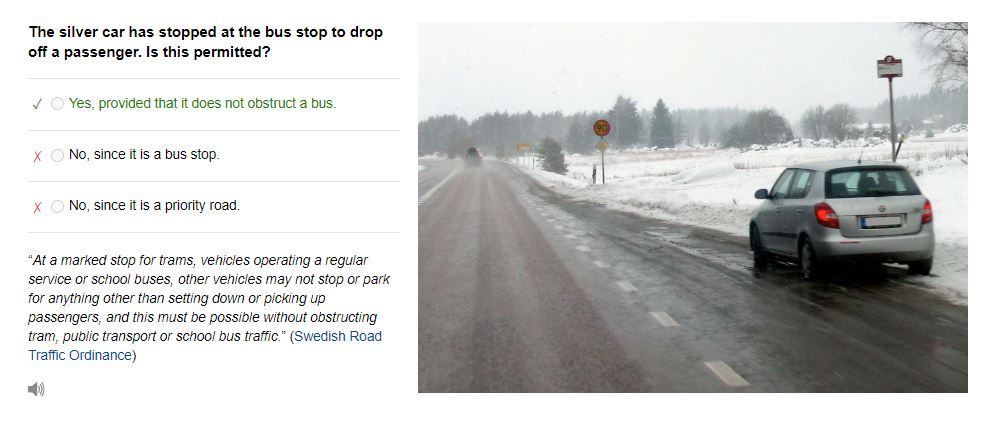 The silver car has stopped at the bus stop to drop
off a passenger. Is this permitted?
✓ Yes, provided that it does not obstruct a bus.
✗ No, since it is a bus stop.
✗ No, since it is a priority road.
“At a marked stop for trams, vehicles operating a regular
service or school buses, other vehicles may not stop or park
for anything other than setting down or picking up
passengers, and this must be possible without obstructing
tram, public transport or school bus traffic.” (Swedish Road
Traffic Ordinance)
90